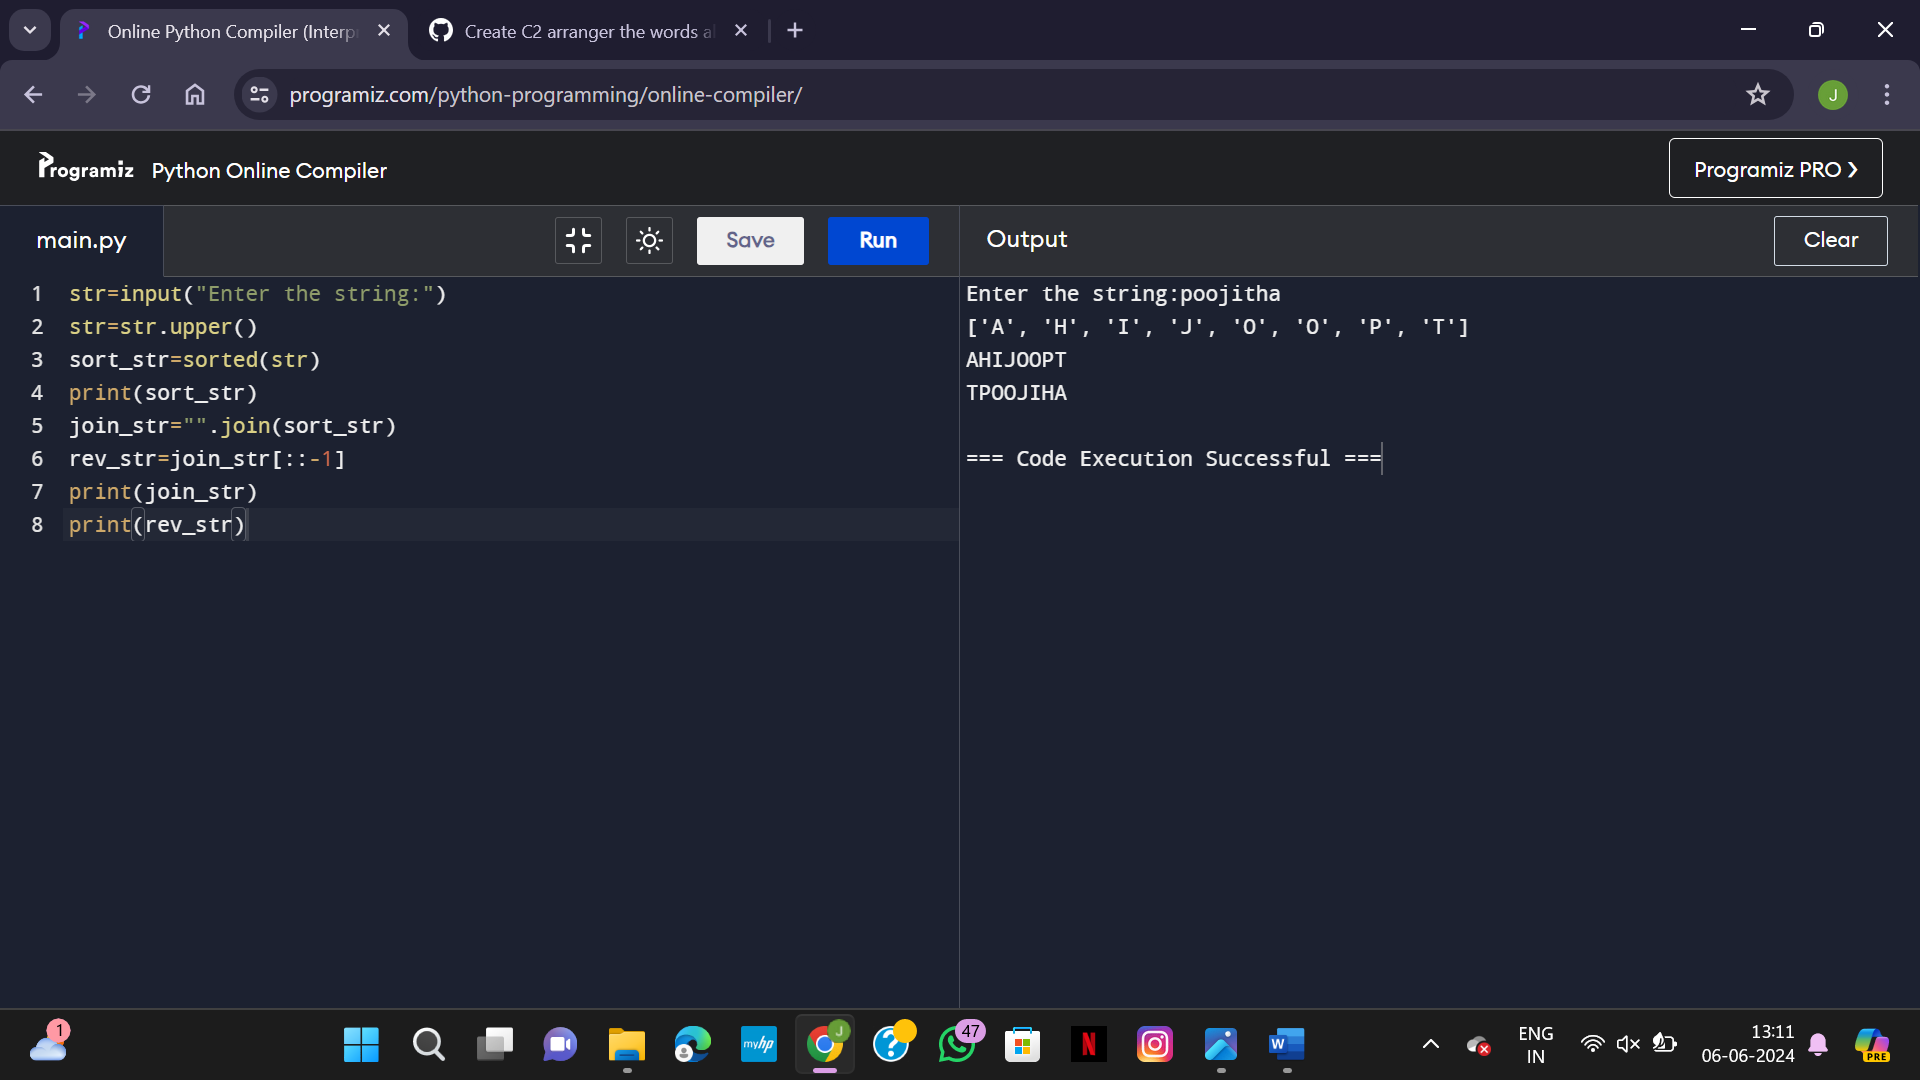 Online Python Compiler (Interp
Create C2 arranger the words a
programiz.com/python-programming/online-compiler/
J
Programiz Python Online Compiler
Programiz PRO ❯
main.py
Save
Run
Output
Clear
1 str=input("Enter the string:")
2 str=str.upper()
3 sort_str=sorted(str)
4 print(sort_str)
5 join_str="".join(sort_str)
6 rev_str=join_str[::-1]
7 print(join_str)
8 print(rev_str)
Enter the string:poojitha
['A', 'H', 'I', 'J', 'O', 'O', 'P', 'T']
AHIJOOPT
TPOOJIHA
=== Code Execution Successful ===
1
myhp
J
?
47
N
W
ENG
IN
13:11
06-06-2024
PRE